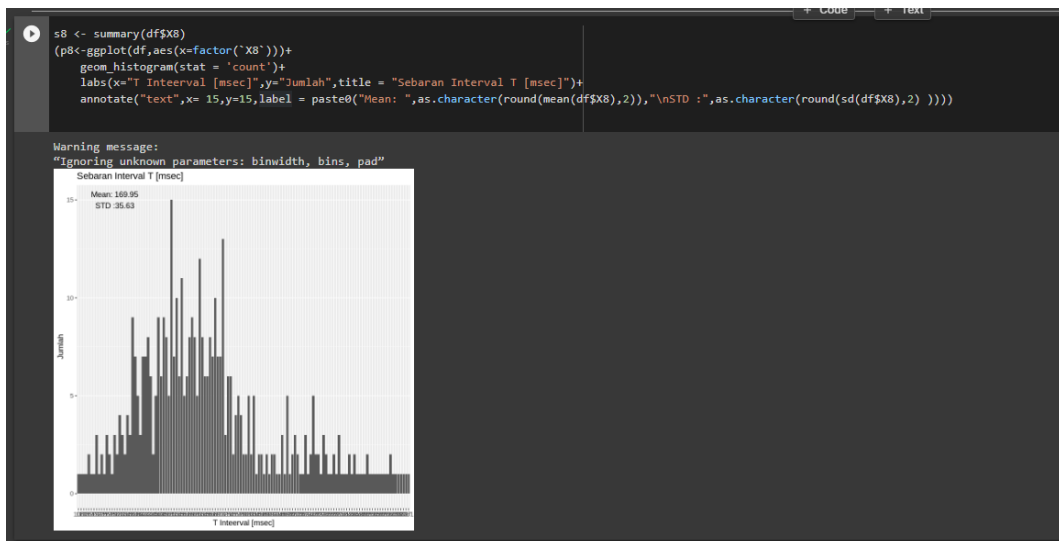 + Code + Text
s8 <- summary(df$X8)
(p8<-ggplot(df,aes(x=factor(`X8`)))+
geom_histogram(stat = 'count')+
labs(x="T Inteerval [msec]",y="Jumlah",title = "Sebaran Interval T [msec]")+
annotate("text",x= 15,y=15,label = paste0("Mean: ",as.character(round(mean(df$X8),2)),"\nSTD :",as.character(round(sd(df$X8),2) ))))
Warning message:
“Ignoring unknown parameters: binwidth, bins, pad”
Sebaran Interval T [msec]
Mean: 169.95
STD :35.63
15
10
5
0
Jumlah
T Inteerval [msec]